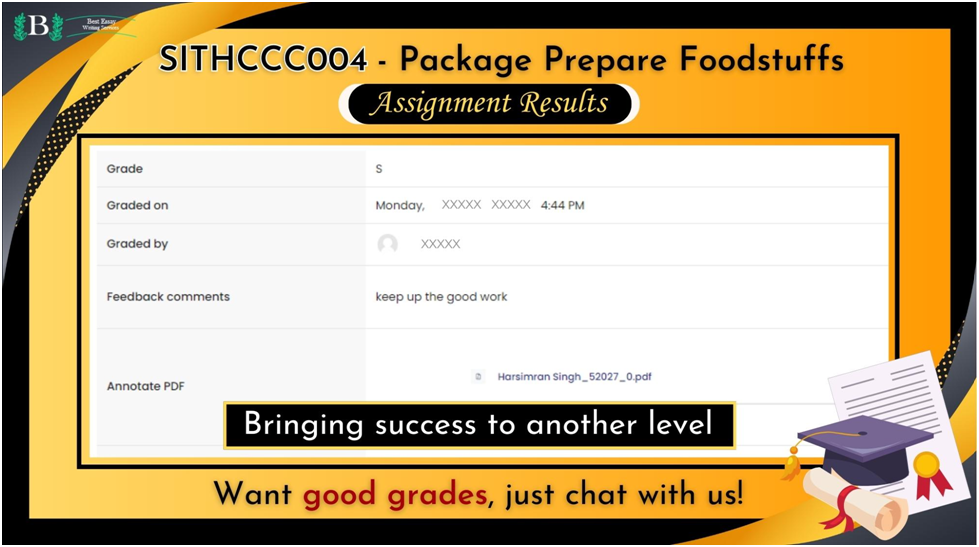 B
Best Essay
Writing Services
SITHCCC004 - Package Prepare Foodstuffs
Assignment Results
Grade S
Graded on Monday, XXXXX XXXXX 4:44 PM
Graded by XXXXX
Feedback comments keep up the good work
Annotate PDF Harsimran Singh_52027_0.pdf
Bringing success to another level
Want good grades, just chat with us!